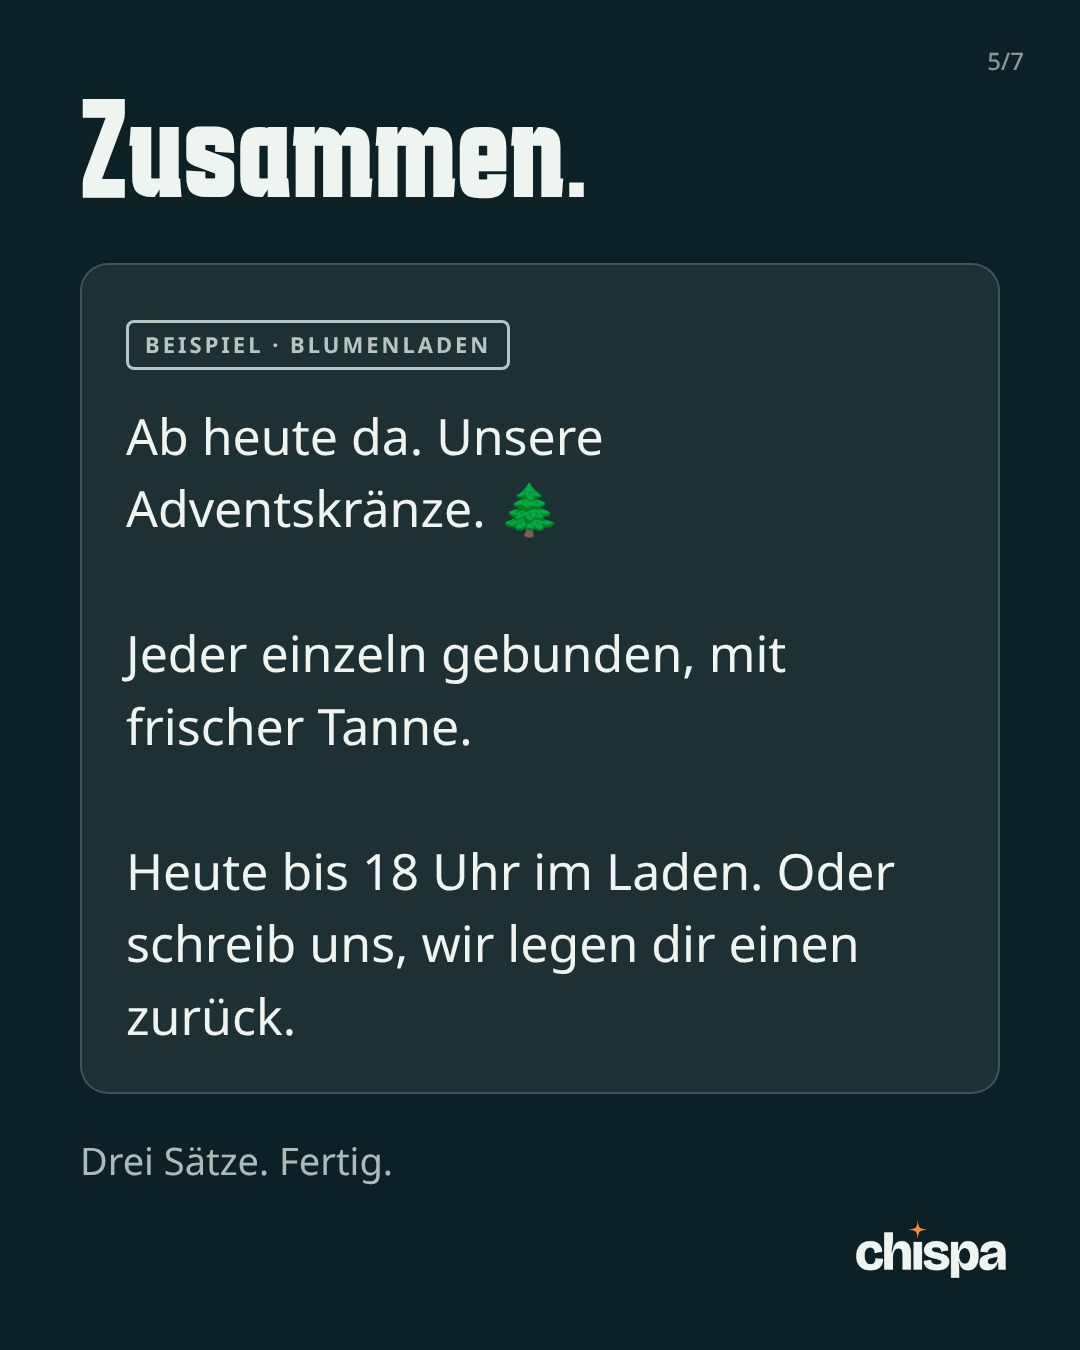 5/7
Zusammen.
BEISPIEL · BLUMENLADEN
Ab heute da. Unsere
Adventskränze. 🌲
Jeder einzeln gebunden, mit
frischer Tanne.
Heute bis 18 Uhr im Laden. Oder
schreib uns, wir legen dir einen
zurück.
Drei Sätze. Fertig.
chispa